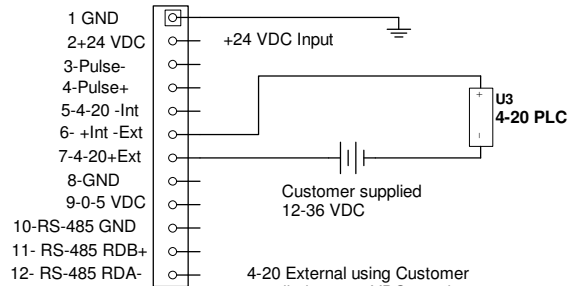 1 GND
2+24 VDC
+24 VDC Input
3-Pulse-
4-Pulse+
5-4-20 -Int
6- +Int -Ext
7-4-20+Ext
8-GND
9-0-5 VDC
10-RS-485 GND
11- RS-485 RDB+
12- RS-485 RDA-
+
U3
4-20 PLC
-
Customer supplied
12-36 VDC
4-20 External using Customer